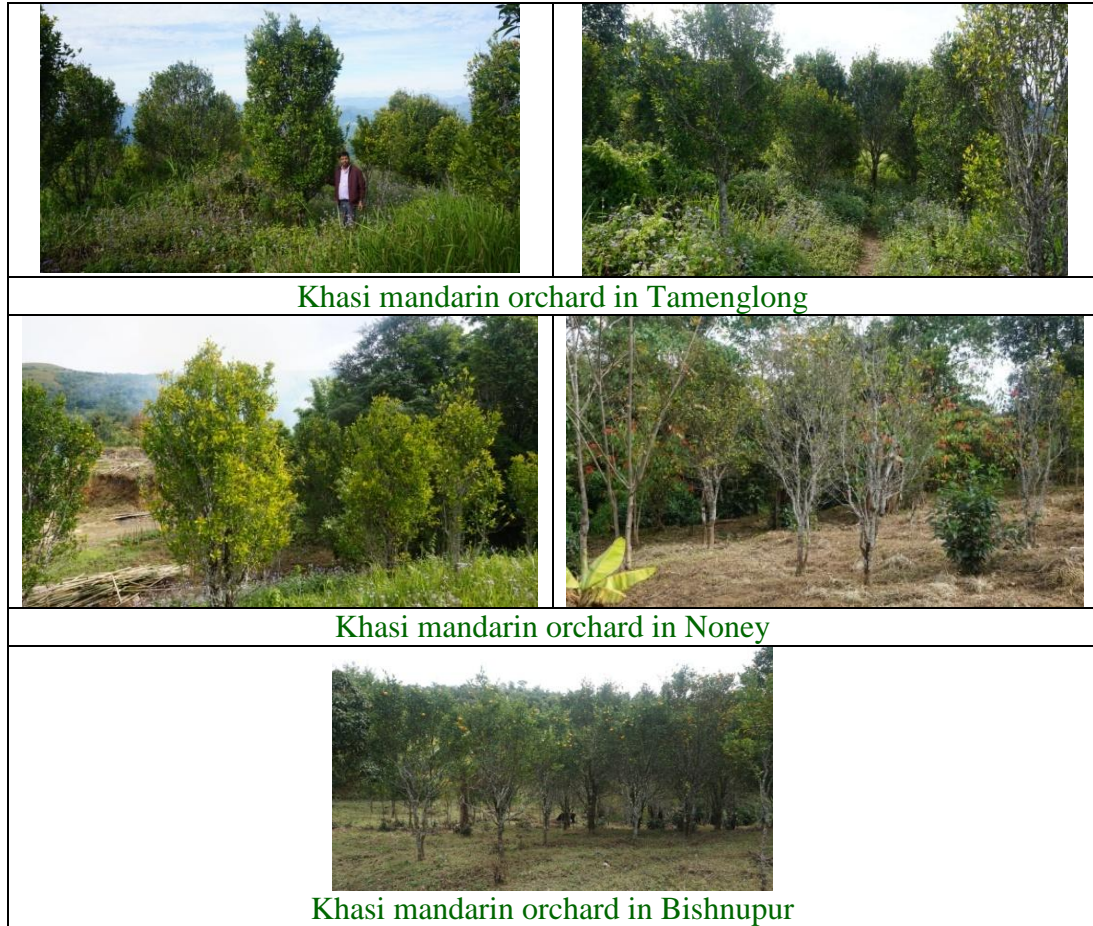 Khasi mandarin orchard in Tamenglong
Khasi mandarin orchard in Noney
Khasi mandarin orchard in Bishnupur